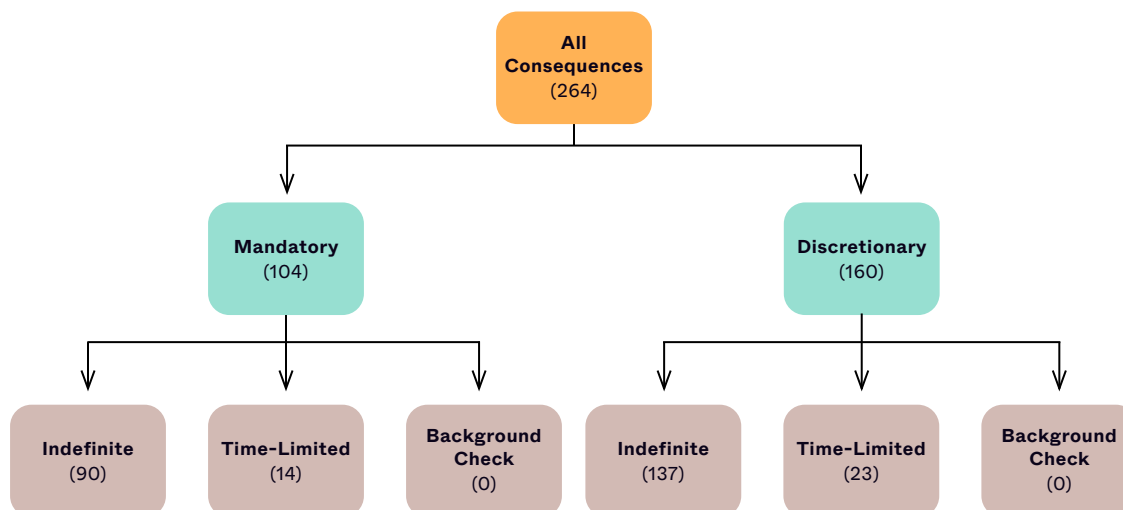 All
Consequences
(264)
Mandatory
(104)
Discretionary
(160)
Indefinite
(90)
Time-Limited
(14)
Background
Check
(0)
Indefinite
(137)
Time-Limited
(23)
Background
Check
(0)